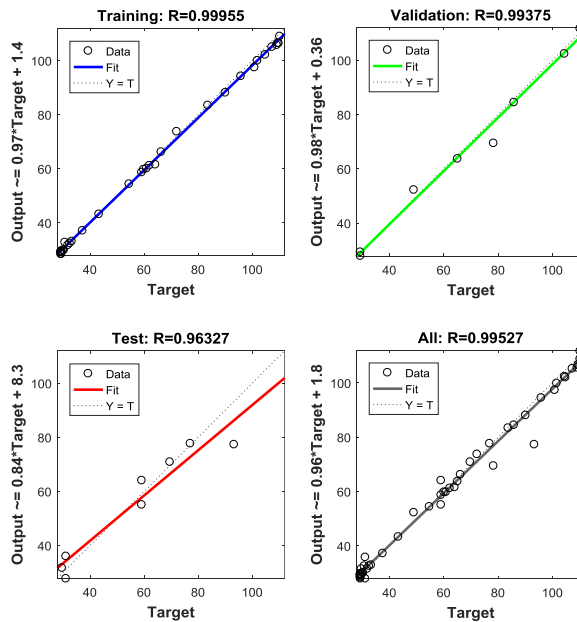 Training: R=0.99955
Output ~= 0.97*Target + 1.4
Data
Fit
Y = T
100
80
60
40
40 60 80 100
Target
Validation: R=0.99375
Output ~= 0.98*Target + 0.36
Data
Fit
Y = T
100
80
60
40
40 60 80 100
Target
Test: R=0.96327
Output ~= 0.84*Target + 8.3
Data
Fit
Y = T
100
80
60
40
40 60 80 100
Target
All: R=0.99527
Output ~= 0.96*Target + 1.8
Data
Fit
Y = T
100
80
60
40
40 60 80 100
Target